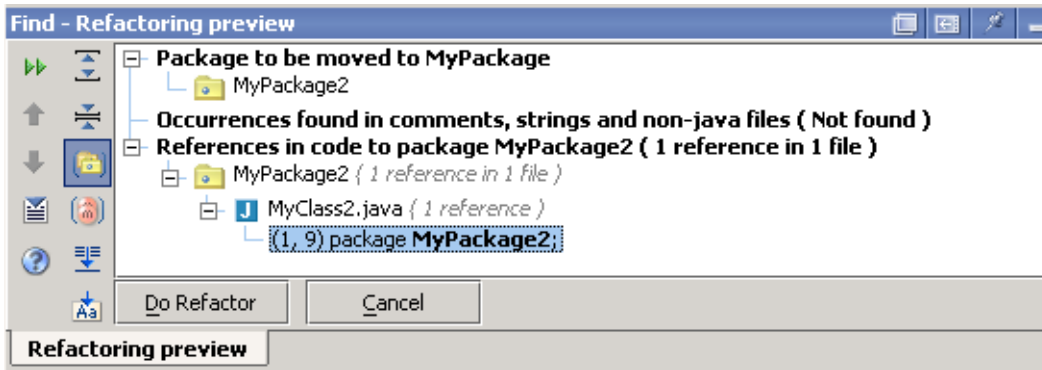 Find - Refactoring preview
Package to be moved to MyPackage
MyPackage2
Occurrences found in comments, strings and non-java files ( Not found )
References in code to package MyPackage2 ( 1 reference in 1 file )
MyPackage2 ( 1 reference in 1 file )
J MyClass2.java ( 1 reference )
(1, 9) package MyPackage2;
Aa
Do Refactor Cancel
Refactoring preview